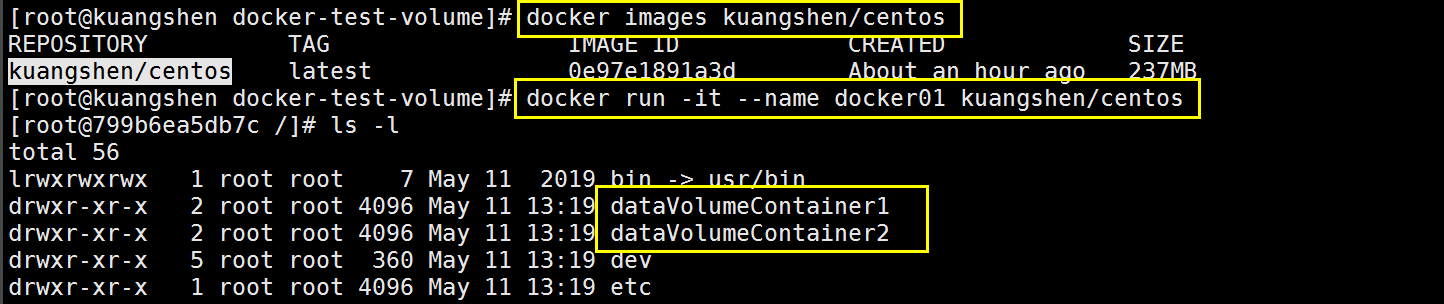 [root@kuangshen docker-test-volume]# docker images kuangshen/centos
REPOSITORY          TAG                 IMAGE ID            CREATED             SIZE
kuangshen/centos    latest              0e97e1891a3d        About an hour ago   237MB
[root@kuangshen docker-test-volume]# docker run -it --name docker01 kuangshen/centos
[root@799b6ea5db7c /]# ls -l
total 56
lrwxrwxrwx   1 root root    7 May 11  2019 bin -> usr/bin
drwxr-xr-x   2 root root 4096 May 11 13:19 dataVolumeContainer1
drwxr-xr-x   2 root root 4096 May 11 13:19 dataVolumeContainer2
drwxr-xr-x   5 root root  360 May 11 13:19 dev
drwxr-xr-x   1 root root 4096 May 11 13:19 etc